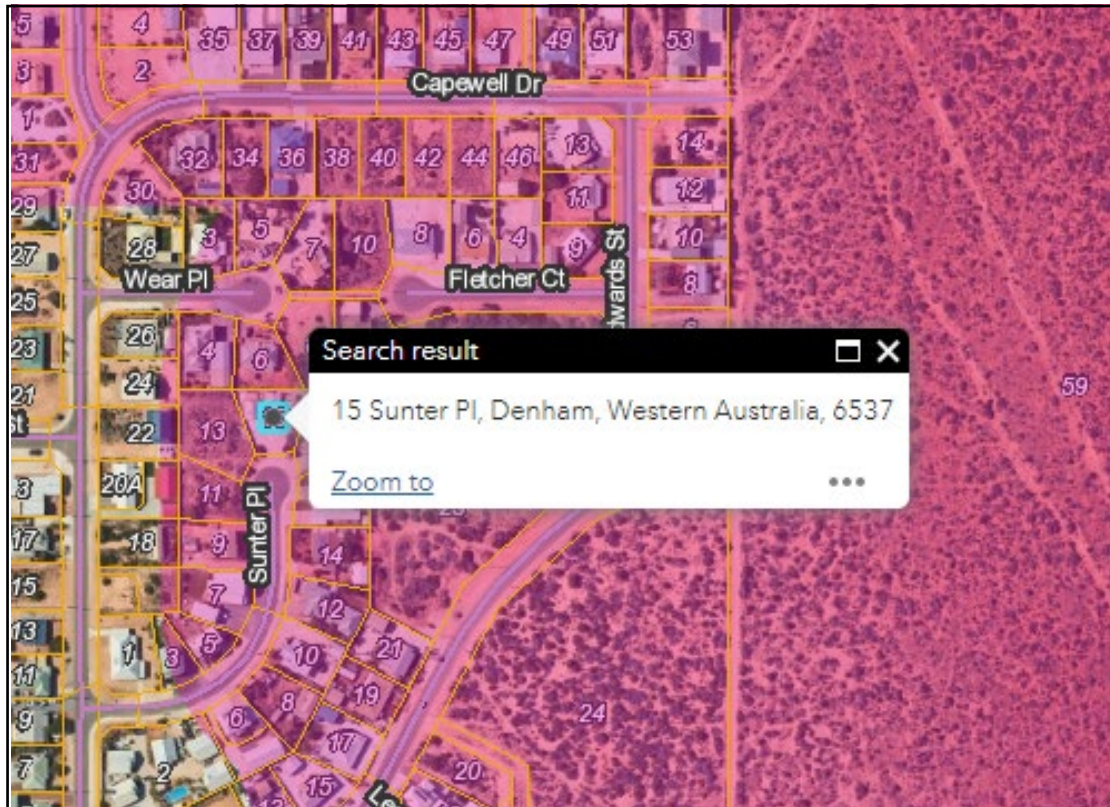 5 4 35 37 39 41 43 45 47 49 51 53
3 2
Capewell Dr
1
31 32 34 36 38 40 42 44 46 13 14
30 11 12
29
28 3 5 7 10 8 6 4 9 10
27
Wear Pl Fletcher Ct 8
25
dwards St
26
23 4 6
24
21
22 13
st
20A 11
3
18 9
17
Sunter Pl
15 7 14
12
13 1 3 5
10 21
11
8 19
9 6
17
7 2 15
20
24
59
Search result
15 Sunter Pl, Denham, Western Australia, 6537
Zoom to